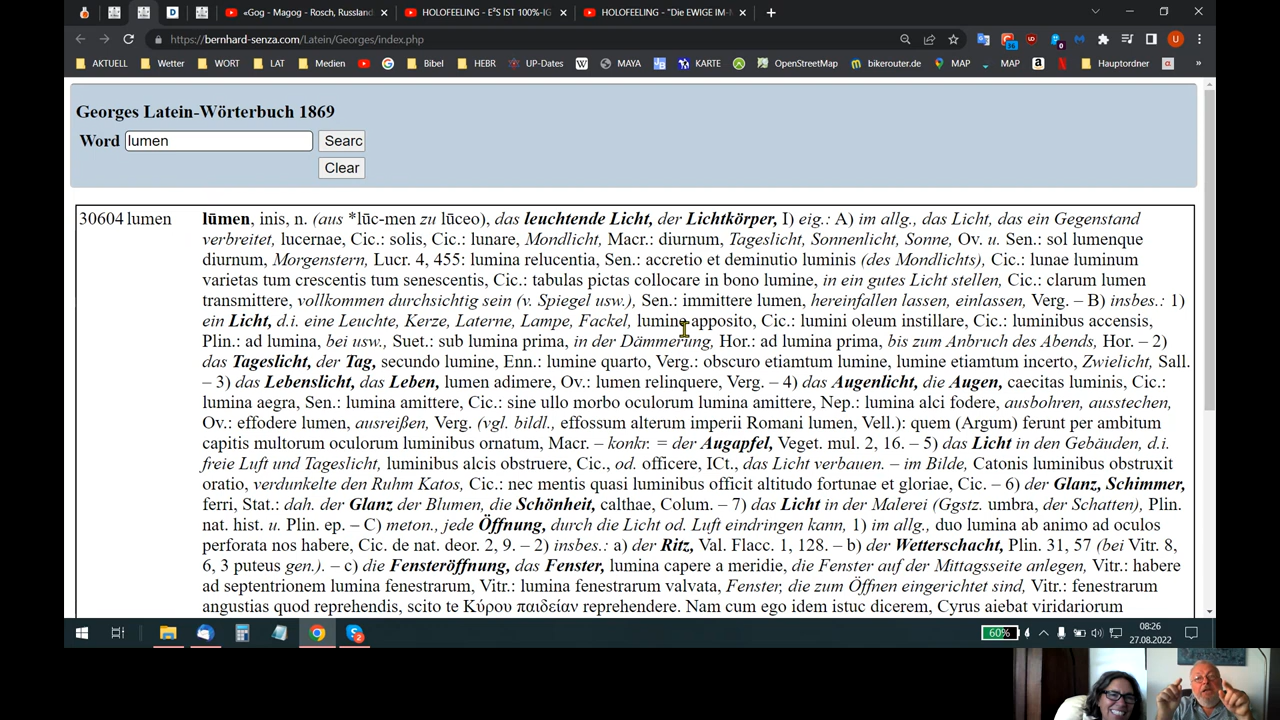 «Gog - Magog - Rosch, Russland
HOLOFEELING - E²S IST 100%-IG
HOLOFEELING - "Die EWIGE IM-
https://bernhard-senza.com/Latein/Georges/index.php
36
0
U
AKTUELL Wetter WORT LAT Medien Bibel HEBR UP-Dates MAYA KARTE OpenStreetMap bikerouter.de MAP MAP Hauptordner »
Georges Latein-Wörterbuch 1869
Word lumen Searc
Clear
30604 lumen lūmen, inis, n. (aus *lūc-men zu lūceo), das leuchtende Licht, der Lichtkörper, I) eig.: A) im allg., das Licht, das ein Gegenstand
verbreitet, lucernae, Cic.: solis, Cic.: lunare, Mondlicht, Macr.: diurnum, Tageslicht, Sonnenlicht, Sonne, Ov. u. Sen.: sol lumenque
diurnum, Morgenstern, Lucr. 4, 455: lumina relucentia, Sen.: accretio et deminutio luminis (des Mondlichts), Cic.: lunae luminum
varietas tum crescentis tum senescentis, Cic.: tabulas pictas collocare in bono lumine, in ein gutes Licht stellen, Cic.: clarum lumen
transmittere, vollkommen durchsichtig sein (v. Spiegel usw.), Sen.: immittere lumen, hereinfallen lassen, einlassen, Verg. – B) insbes.: 1)
ein Licht, d.i. eine Leuchte, Kerze, Laterne, Lampe, Fackel, lumine apposito, Cic.: lumini oleum instillare, Cic.: luminibus accensis,
Plin.: ad lumina, bei usw., Suet.: sub lumina prima, in der Dämmerung, Hor.: ad lumina prima, bis zum Anbruch des Abends, Hor. – 2)
das Tageslicht, der Tag, secundo lumine, Enn.: lumine quarto, Verg.: obscuro etiamtum lumine, lumine etiamtum incerto, Zwielicht, Sall.
– 3) das Lebenslicht, das Leben, lumen adimere, Ov.: lumen relinquere, Verg. – 4) das Augenlicht, die Augen, caecitas luminis, Cic.:
lumina aegra, Sen.: lumina amittere, Cic.: sine ullo morbo oculorum lumina amittere, Nep.: lumina alci fodere, ausbohren, ausstechen,
Ov.: effodere lumen, ausreißen, Verg. (vgl. bildl., effossum alterum imperii Romani lumen, Vell.): quem (Argum) ferunt per ambitum
capitis multorum oculorum luminibus ornatum, Macr. – konkr. = der Augapfel, Veget. mul. 2, 16. – 5) das Licht in den Gebäuden, d.i.
freie Luft und Tageslicht, luminibus alcis obstruere, Cic., od. officere, ICt., das Licht verbauen. – im Bilde, Catonis luminibus obstruxit
oratio, verdunkelte den Ruhm Katos, Cic.: nec mentis quasi luminibus officit altitudo fortunae et gloriae, Cic. – 6) der Glanz, Schimmer,
ferri, Stat.: dah. der Glanz der Blumen, die Schönheit, calthae, Colum. – 7) das Licht in der Malerei (Ggstz. umbra, der Schatten), Plin.
nat. hist. u. Plin. ep. – C) meton., jede Öffnung, durch die Licht od. Luft eindringen kann, 1) im allg., duo lumina ab animo ad oculos
perforata nos habere, Cic. de nat. deor. 2, 9. – 2) insbes.: a) der Ritz, Val. Flacc. 1, 128. – b) der Wetterschacht, Plin. 31, 57 (bei Vitr. 8,
6, 3 puteus gen.). – c) die Fensteröffnung, das Fenster, lumina capere a meridie, die Fenster auf der Mittagsseite anlegen, Vitr.: habere
ad septentrionem lumina fenestrarum, Vitr.: lumina fenestrarum valvata, Fenster, die zum Öffnen eingerichtet sind, Vitr.: fenestrarum
angustias quod reprehendis, scito te Κύρου παιδείαν reprehendere. Nam cum ego idem istuc dicerem, Cyrus aiebat viridariorum
60%
08:26
27.08.2022